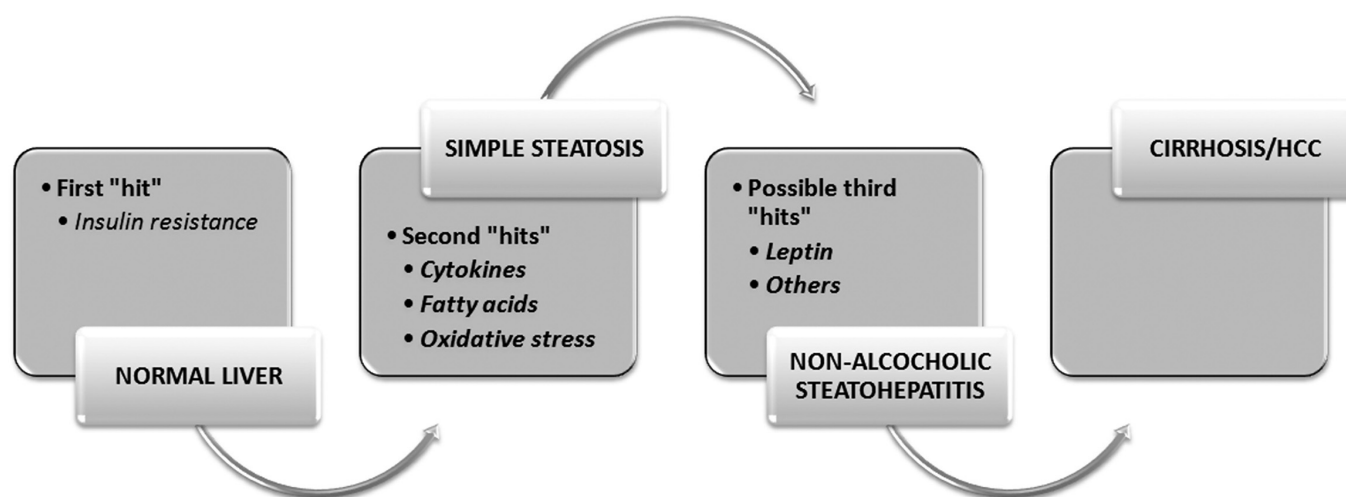 • First "hit"
• Insulin resistance
NORMAL LIVER
SIMPLE STEATOSIS
• Second "hits"
• Cytokines
• Fatty acids
• Oxidative stress
• Possible third
"hits"
• Leptin
• Others
NON-ALCOCHOLIC
STEATOHEPATITIS
CIRRHOSIS/HCC